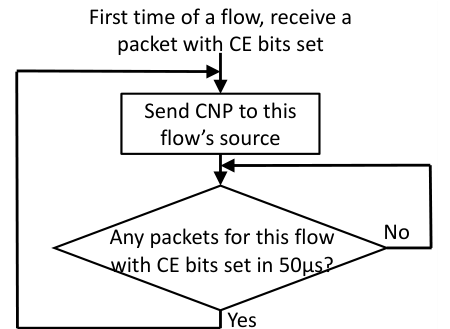 First time of a flow, receive a
packet with CE bits set
Send CNP to this
flow's source
Any packets for this flow
with CE bits set in 50µs?
No
Yes